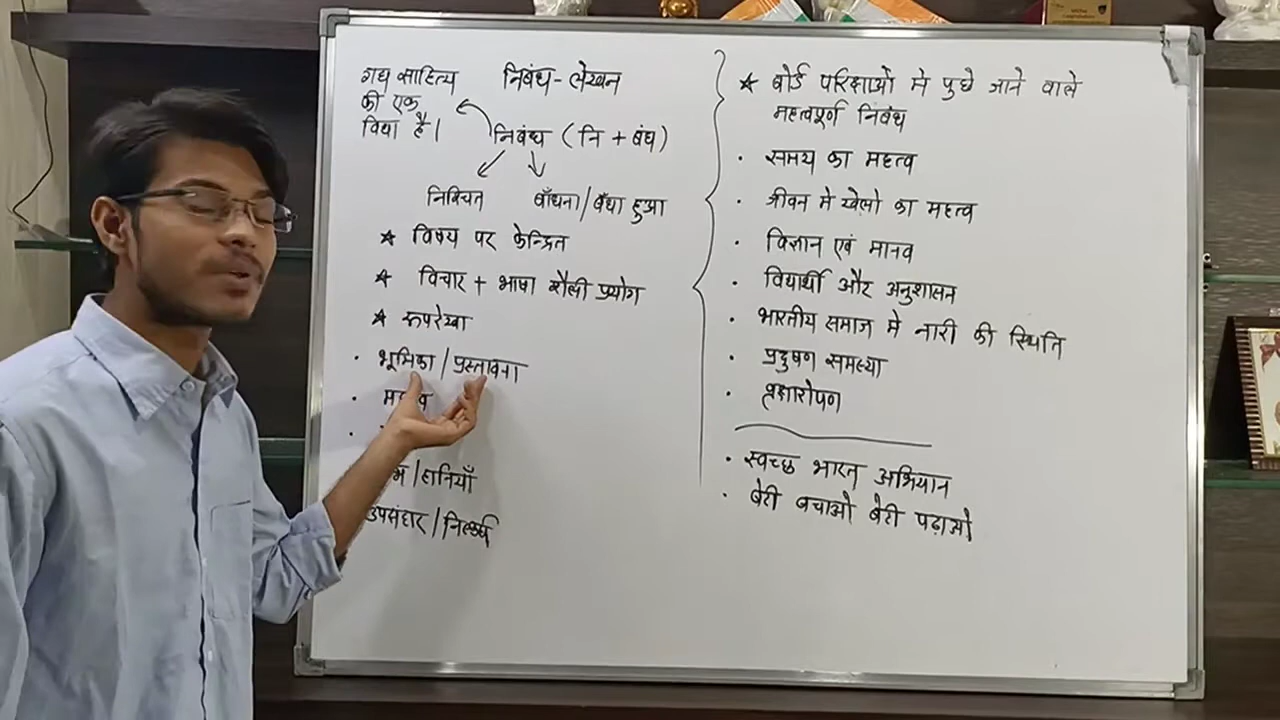 गद्य साहित्य
की एक
विद्या है।
निबंध-लेखन
निबंध (नि + बंध)
निश्चित बाँधना/बँधा हुआ
★ विषय पर केन्द्रित
★ विचार + भाषा शैली प्रयोग
★ रूपरेखा
· भूमिका/प्रस्तावना
·
·
/हानियाँ
उपसंहार/निष्कर्ष
★ बोर्ड परिक्षाओ मे पुछे जाने वाले
महत्वपूर्ण निबंध
· समय का महत्व
· जीवन मे खेलो का महत्व
· विज्ञान एवं मानव
· विद्यार्थी और अनुशासन
· भारतीय समाज मे नारी की स्थिति
· प्रदुषण समस्या
· वृक्षारोपण
· स्वच्छ भारत अभियान
· बेटी बचाओ बेटी पढ़ाओ